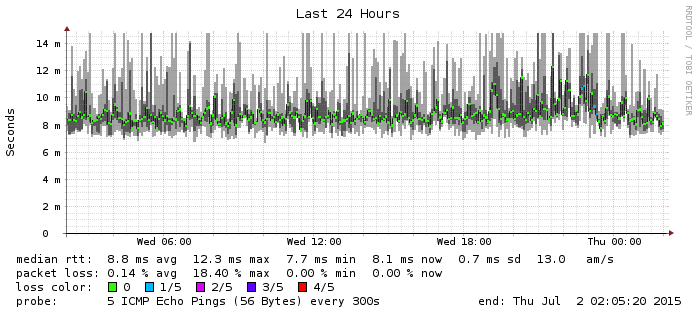 Last 24 Hours
RRDTOOL / TOBI OETIKER
Seconds
14 m
12 m
10 m
8 m
6 m
4 m
2 m
0
Wed 06:00 Wed 12:00 Wed 18:00 Thu 00:00
median rtt: 8.8 ms avg 12.3 ms max 7.7 ms min 8.1 ms now 0.7 ms sd 13.0 am/s
packet loss: 0.14 % avg 18.40 % max 0.00 % min 0.00 % now
loss color: 0 1/5 2/5 3/5 4/5
probe: 5 ICMP Echo Pings (56 Bytes) every 300s end: Thu Jul 2 02:05:20 2015